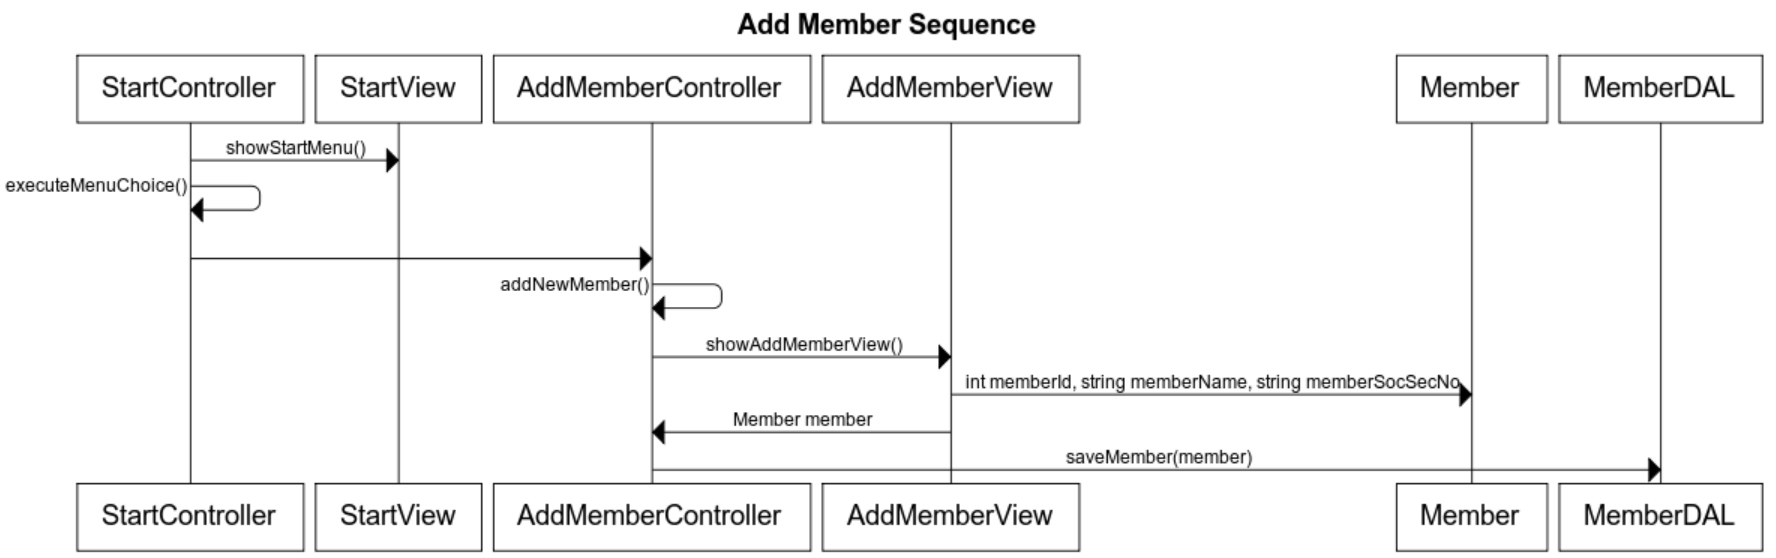 Add Member Sequence
StartController StartView AddMemberController AddMemberView Member MemberDAL
showStartMenu()
executeMenuChoice()
addNewMember()
showAddMemberView()
int memberId, string memberName, string memberSocSecNo
Member member
saveMember(member)
StartController StartView AddMemberController AddMemberView Member MemberDAL